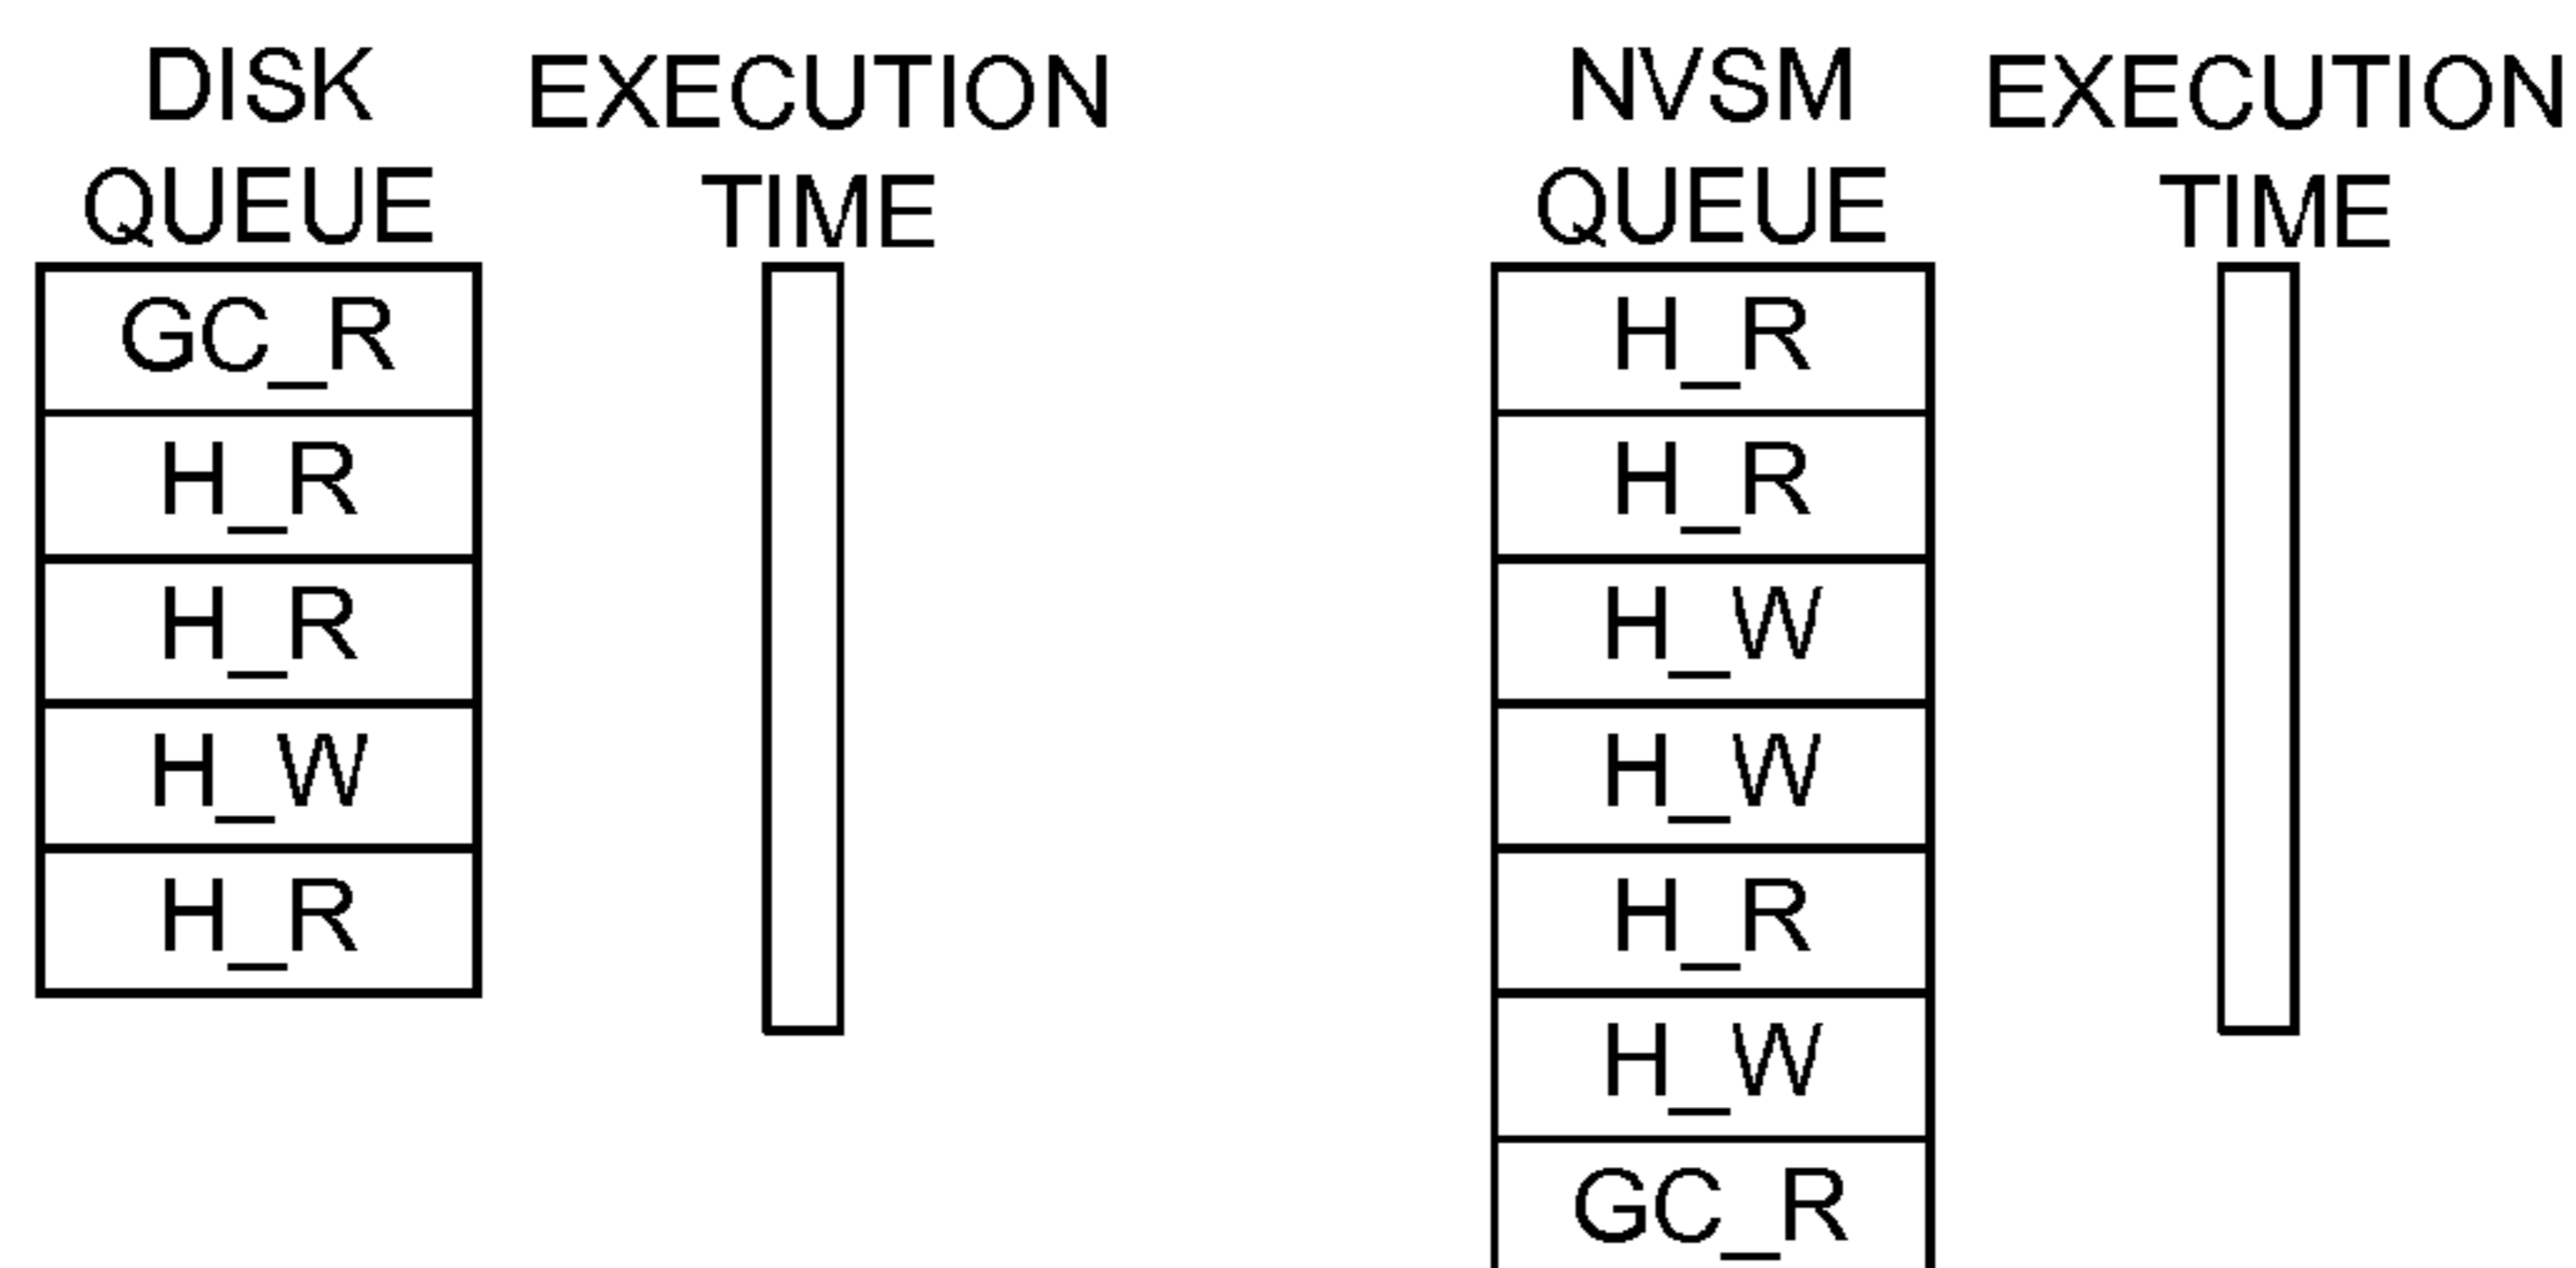 DISK
QUEUE
EXECUTION
TIME
GC_R
H_R
H_R
H_W
H_R
NVSM
QUEUE
EXECUTION
TIME
H_R
H_R
H_W
H_W
H_R
H_W
GC_R